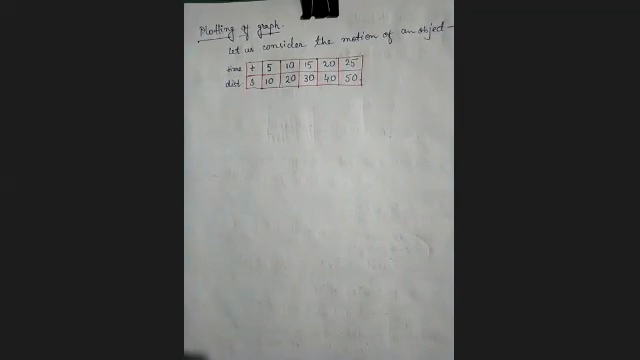 Plotting of graph.
Let us consider the motion of an object -
time t 5 10 15 20 25
dist S 10 20 30 40 50